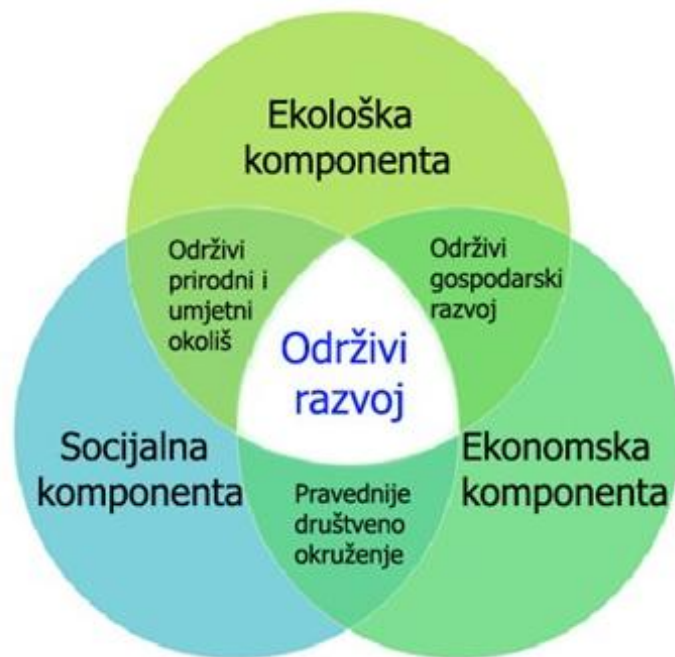 Ekološka
komponenta
Održivi
prirodni i
umjetni
okoliš
Održivi
gospodarski
razvoj
Održivi
razvoj
Socijalna
komponenta
Ekonomska
komponenta
Pravednije
društveno
okruženje